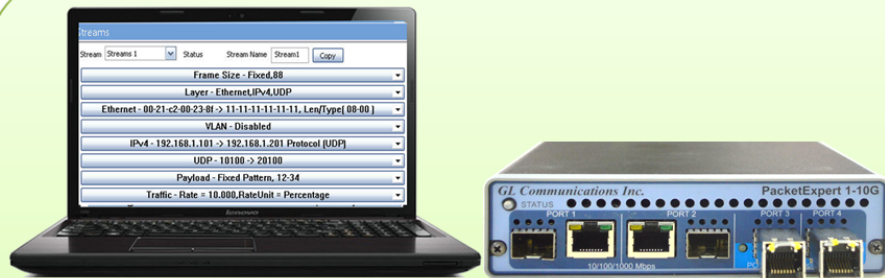 Streams
Stream Streams 1 Status Stream Name Stream1 Copy
Frame Size - Fixed,88
Layer - Ethernet,IPv4,UDP
Ethernet - 00-21-c2-00-23-8f -> 11-11-11-11-11-11, Len/Type[ 08-00 ]
VLAN - Disabled
IPv4 - 192.168.1.101 -> 192.168.1.201 Protocol [UDP]
UDP - 10100 -> 20100
Payload - Fixed Pattern, 12-34
Traffic - Rate = 10.000,RateUnit = Percentage
Lenovo
GL Communications Inc. PacketExpert 1-10G
STATUS
PORT 1 PORT 2 PORT 3 PORT 4
10/100/1000 Mbps